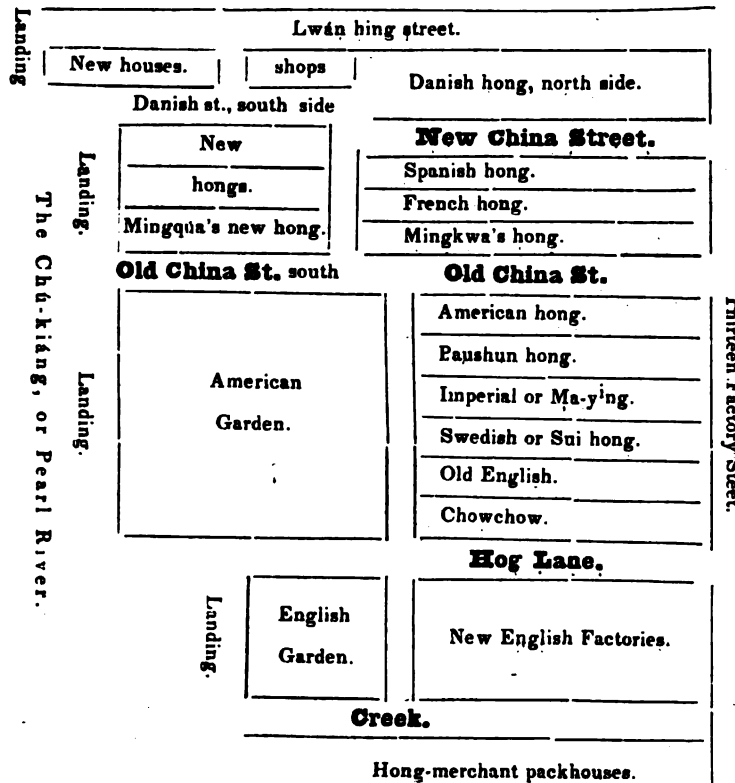 Lwán hing street.
Landing
New houses.
shops
Danish hong, north side.
Danish st., south side
New China Street.
New
hongs.
Mingqua's new hong.
Landing.
Spanish hong.
French hong.
Mingkwa's hong.
Old China St. south
Old China St.
The Chú-kiáng, or Pearl River.
Landing.
American
Garden.
American hong.
Paushun hong.
Imperial or Ma-ying.
Swedish or Sui hong.
Old English.
Chowchow.
Thirteen Factory Steet.
Hog Lane.
Landing.
English
Garden.
New English Factories.
Creek.
Hong-merchant packhouses.